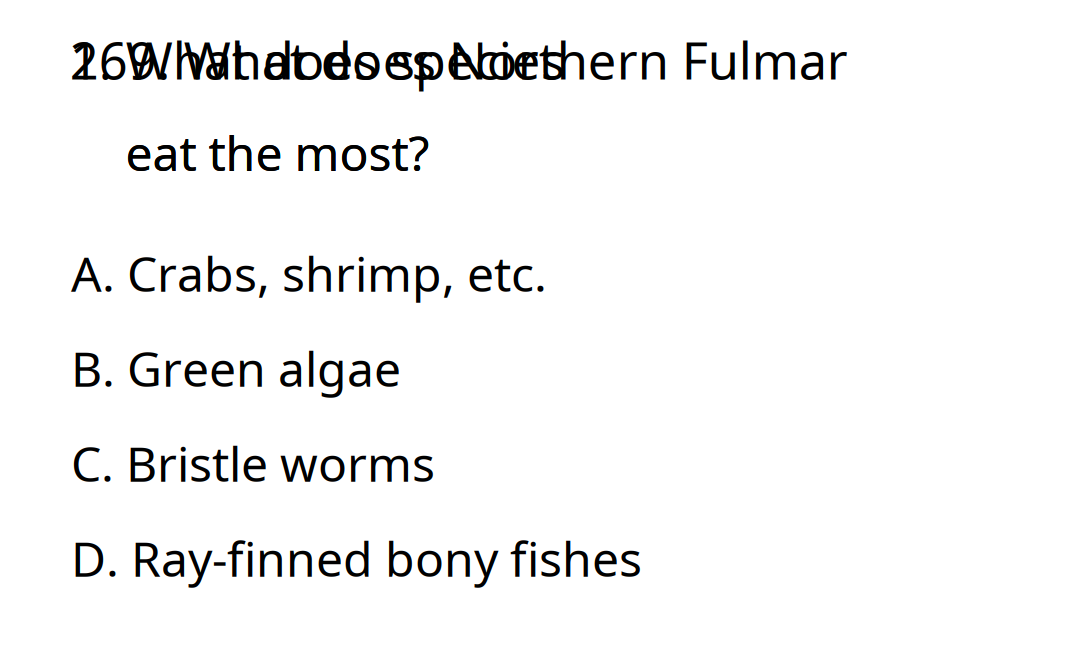 Northern Fulmar
eat the most?
A. Crabs, shrimp, etc.
B. Green algae
C. Bristle worms
D. Ray-finned bony fishes